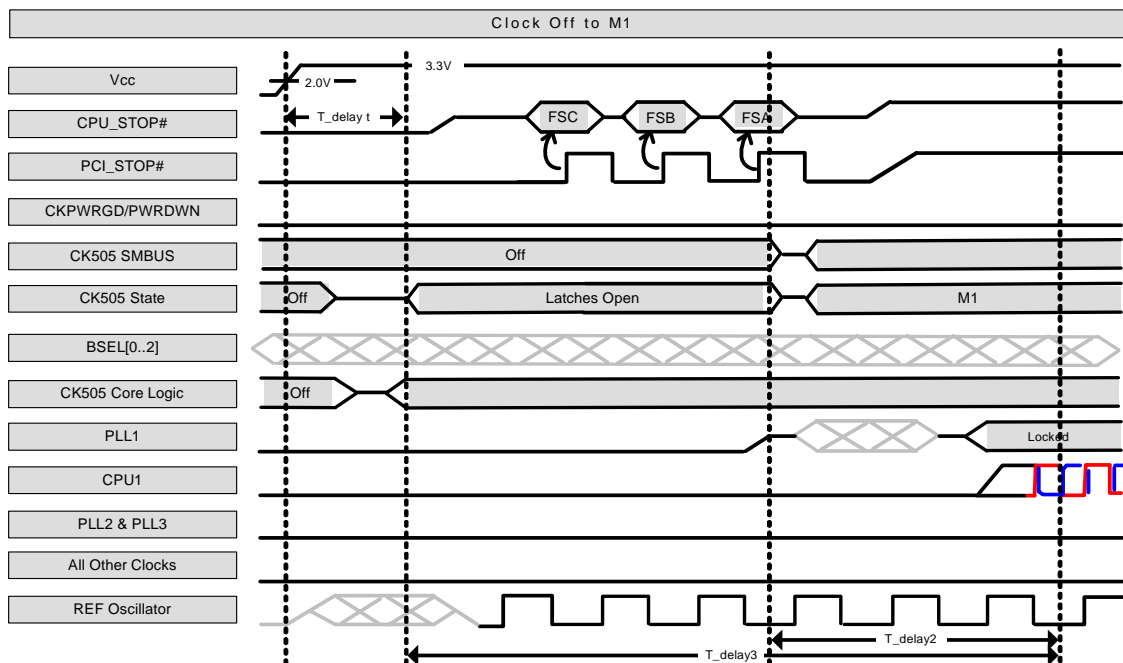 Clock Off to M1
Vcc
2.0V
3.3V
CPU_STOP#
T_delay t
FSC
FSB
FSA
PCI_STOP#
CKPWRGD/PWRDWN
CK505 SMBUS
Off
CK505 State
Off
Latches Open
M1
BSEL[0..2]
CK505 Core Logic
Off
PLL1
Locked
CPU1
PLL2 & PLL3
All Other Clocks
REF Oscillator
T_delay2
T_delay3